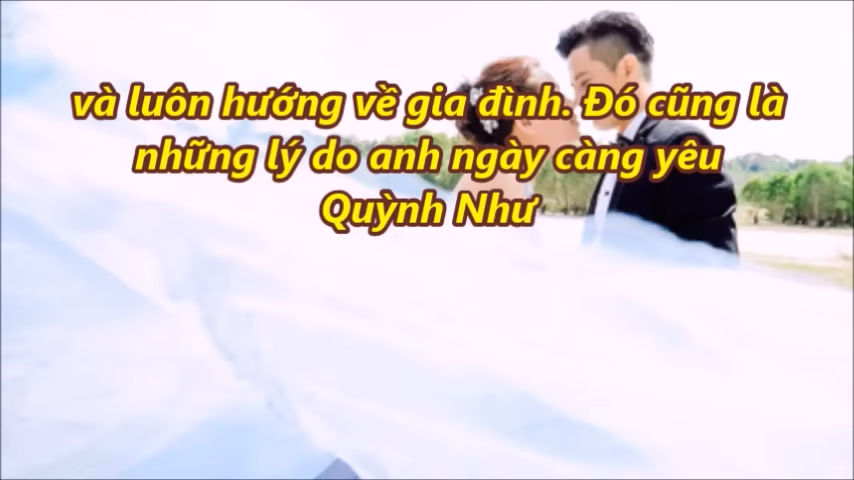 và luôn hướng về gia đình. Đó cũng là
những lý do anh ngày càng yêu
Quỳnh Như